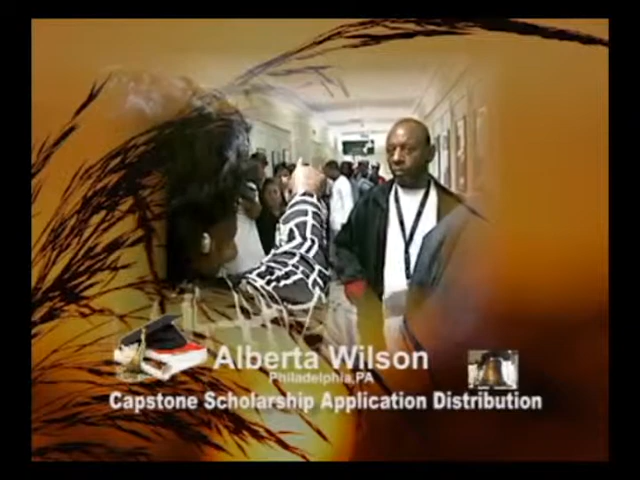 Alberta Wilson
Philadelphia,PA
Capstone Scholarship Application Distribution